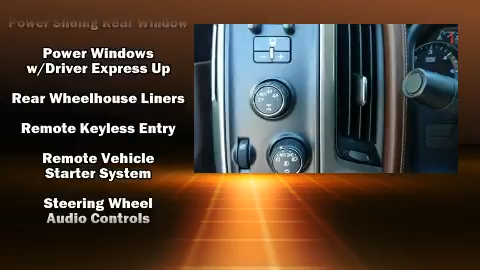 Power Sliding Rear Window
Power Windows
w/Driver Express Up
Rear Wheelhouse Liners
Remote Keyless Entry
Remote Vehicle
Starter System
Steering Wheel
Audio Controls